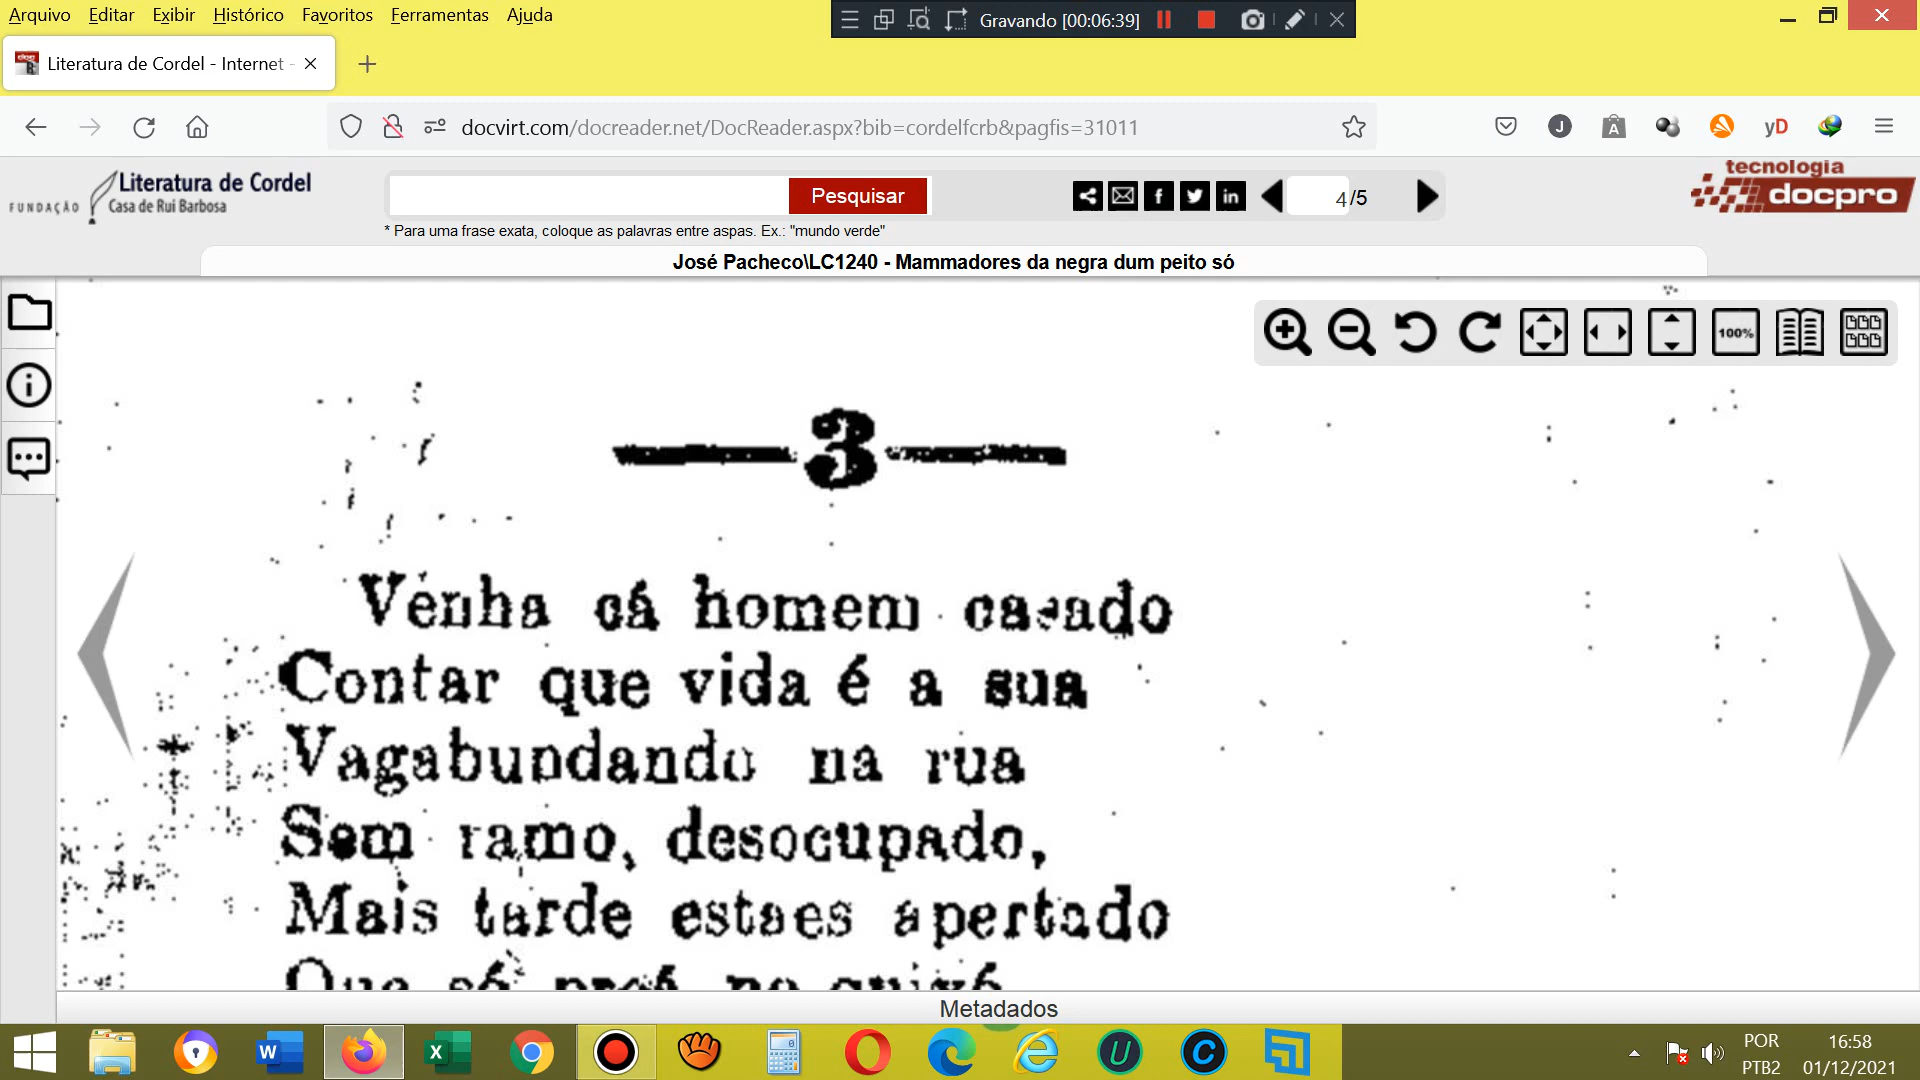 Arquivo Editar Exibir Histórico Favoritos Ferramentas Ajuda
Gravando [00:06:39]
Literatura de Cordel - Internet -
docvirt.com/docreader.net/DocReader.aspx?bib=cordelfcrb&pagfis=31011
FUNDAÇÃO
Literatura de Cordel
Casa de Rui Barbosa
Pesquisar
4/5
tecnologia
docpro
* Para uma frase exata, coloque as palavras entre aspas. Ex.: "mundo verde"
José Pacheco\LC1240 - Mammadores da negra dum peito só
100%
3
Venha cá homem casado
Contar que vida é a sua
Vagabundando na rua
Sem ramo, desocupado,
Mais tarde estaes apertado
Que só
Metadados
POR
PTB2
16:58
01/12/2021